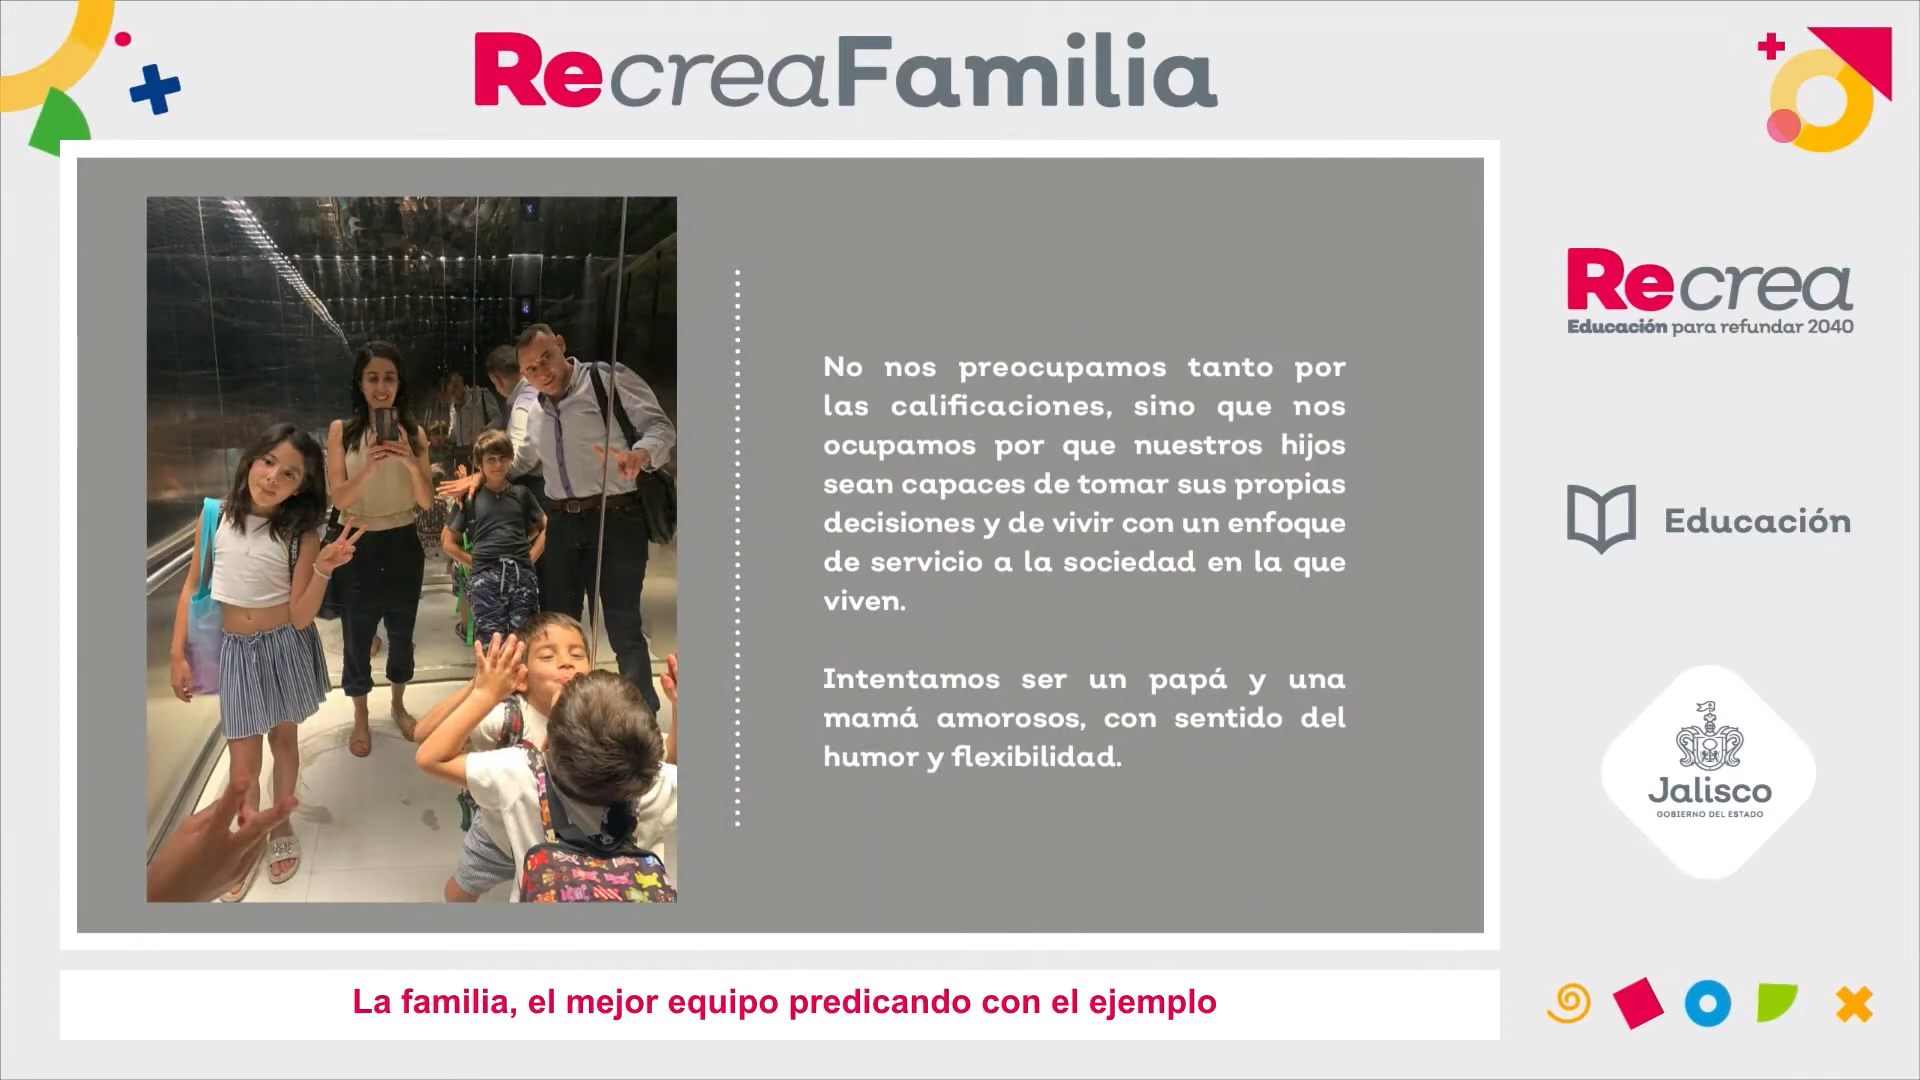 RecreaFamilia
No nos preocupamos tanto por
las calificaciones, sino que nos
ocupamos por que nuestros hijos
sean capaces de tomar sus propias
decisiones y de vivir con un enfoque
de servicio a la sociedad en la que
viven.
Intentamos ser un papá y una
mamá amorosos, con sentido del
humor y flexibilidad.
Recrea
Educación para refundar 2040
Educación
Jalisco
GOBIERNO DEL ESTADO
La familia, el mejor equipo predicando con el ejemplo